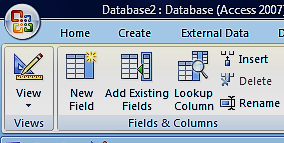 Database2 : Database (Access 2007)
Home Create External Data
View
Views
New Field
Add Existing Fields
Lookup Column
Insert
Delete
Rename
Fields & Columns